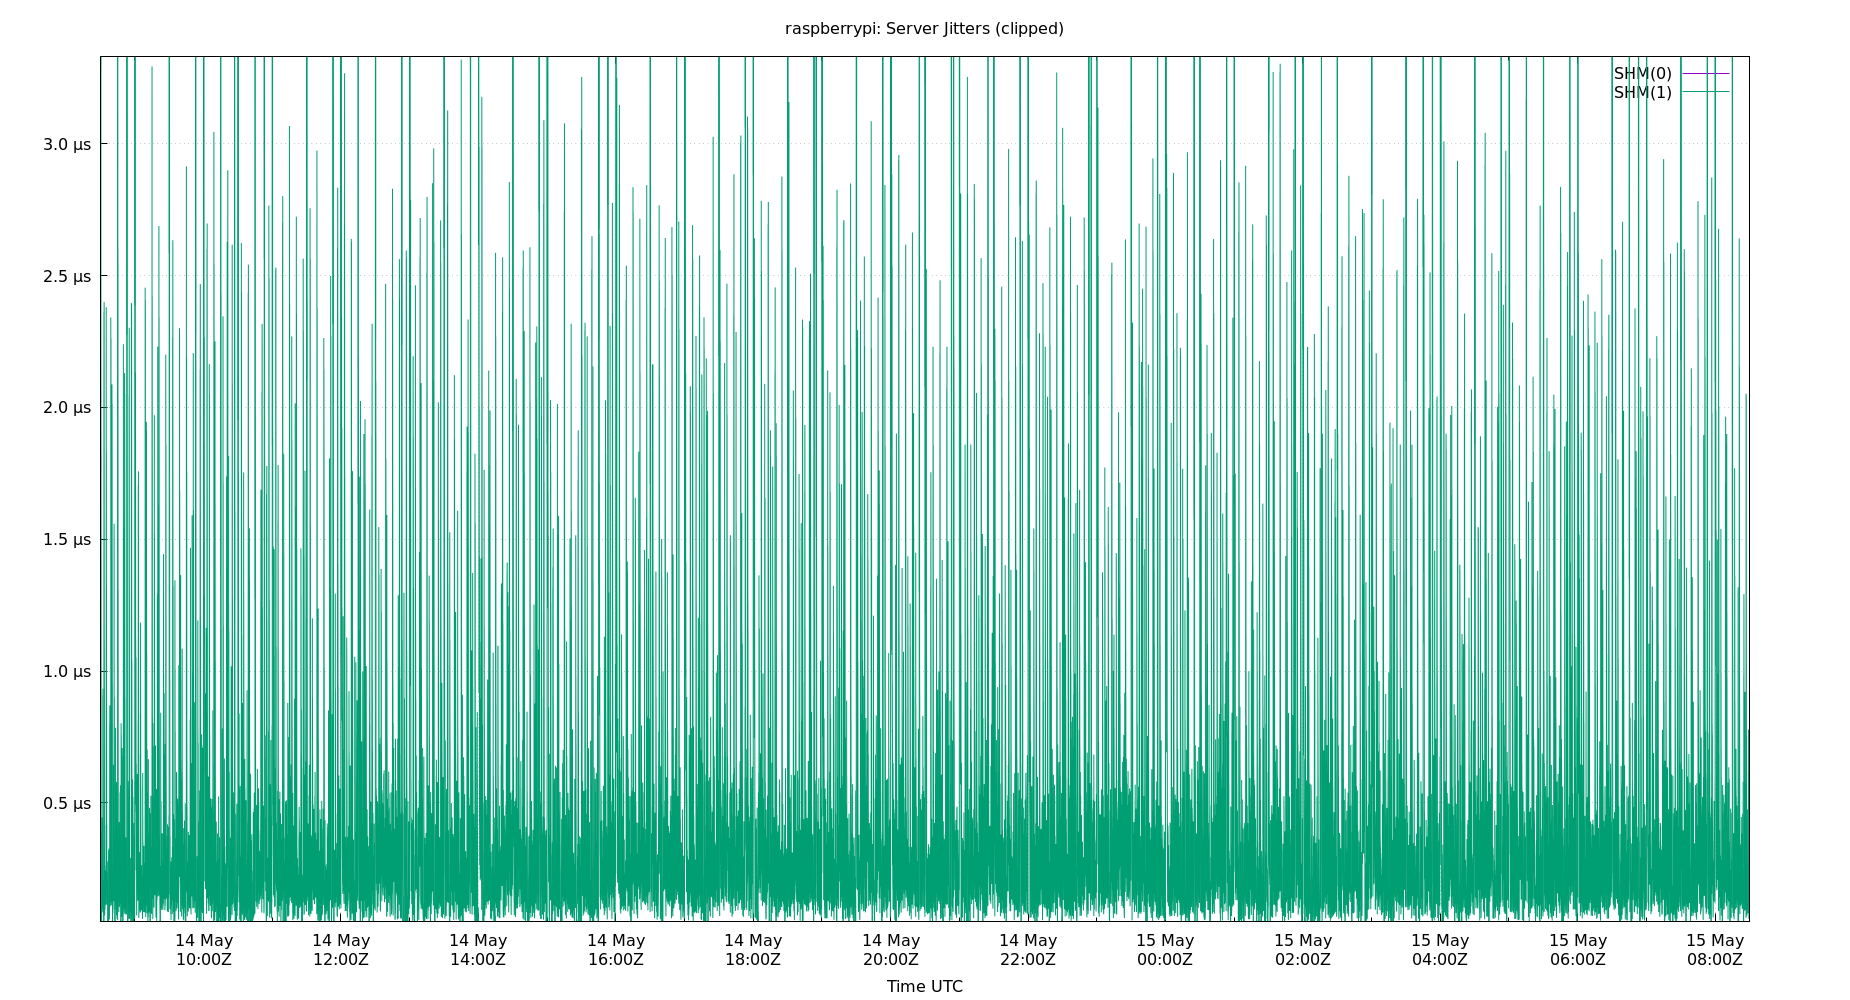 raspberrypi: Server Jitters (clipped)
SHM(0)
SHM(1)
3.0 µs
2.5 µs
2.0 µs
1.5 µs
1.0 µs
0.5 µs
14 May 14 May 14 May 14 May 14 May 14 May 14 May 15 May 15 May 15 May 15 May 15 May
10:00Z 12:00Z 14:00Z 16:00Z 18:00Z 20:00Z 22:00Z 00:00Z 02:00Z 04:00Z 06:00Z 08:00Z
Time UTC